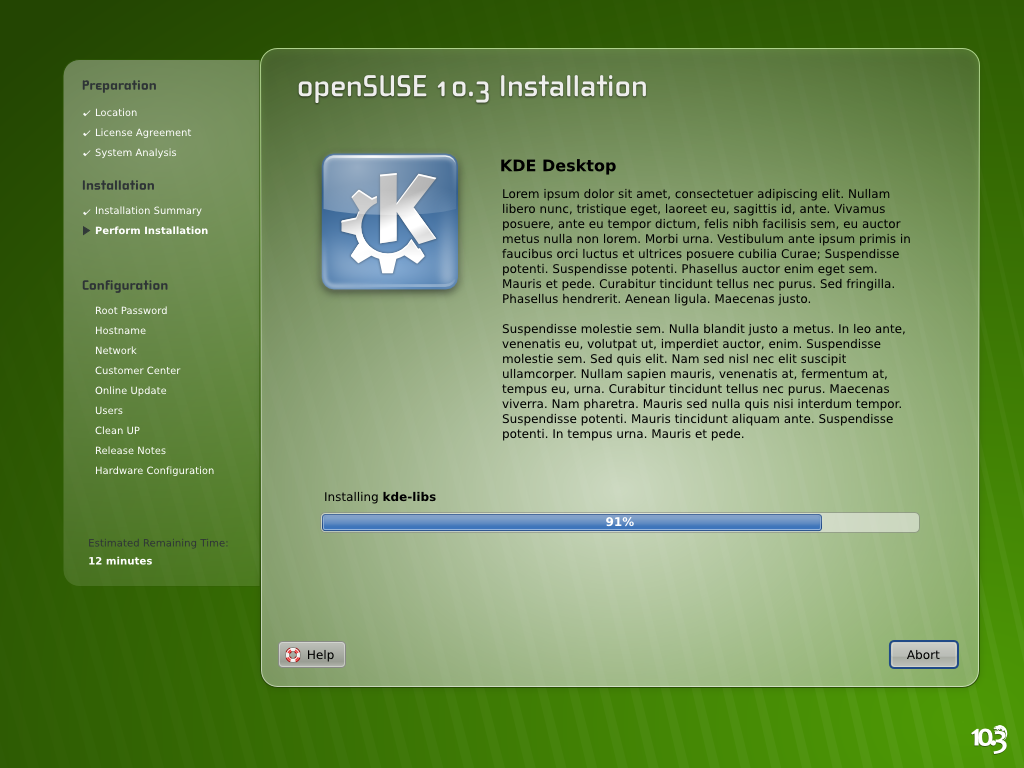 openSUSE 10.3 Installation
Preparation
Location
License Agreement
System Analysis
Installation
Installation Summary
Perform Installation
Configuration
Root Password
Hostname
Network
Customer Center
Online Update
Users
Clean UP
Release Notes
Hardware Configuration
Estimated Remaining Time:
12 minutes
K
KDE Desktop
Lorem ipsum dolor sit amet, consectetuer adipiscing elit. Nullam
libero nunc, tristique eget, laoreet eu, sagittis id, ante. Vivamus
posuere, ante eu tempor dictum, felis nibh facilisis sem, eu auctor
metus nulla non lorem. Morbi urna. Vestibulum ante ipsum primis in
faucibus orci luctus et ultrices posuere cubilia Curae; Suspendisse
potenti. Suspendisse potenti. Phasellus auctor enim eget sem.
Mauris et pede. Curabitur tincidunt tellus nec purus. Sed fringilla.
Phasellus hendrerit. Aenean ligula. Maecenas justo.
Suspendisse molestie sem. Nulla blandit justo a metus. In leo ante,
venenatis eu, volutpat ut, imperdiet auctor, enim. Suspendisse
molestie sem. Sed quis elit. Nam sed nisl nec elit suscipit
ullamcorper. Nullam sapien mauris, venenatis at, fermentum at,
tempus eu, urna. Curabitur tincidunt tellus nec purus. Maecenas
viverra. Nam pharetra. Mauris sed nulla quis nisi interdum tempor.
Suspendisse potenti. Mauris tincidunt aliquam ante. Suspendisse
potenti. In tempus urna. Mauris et pede.
Installing kde-libs
91%
Help
Abort
10.3